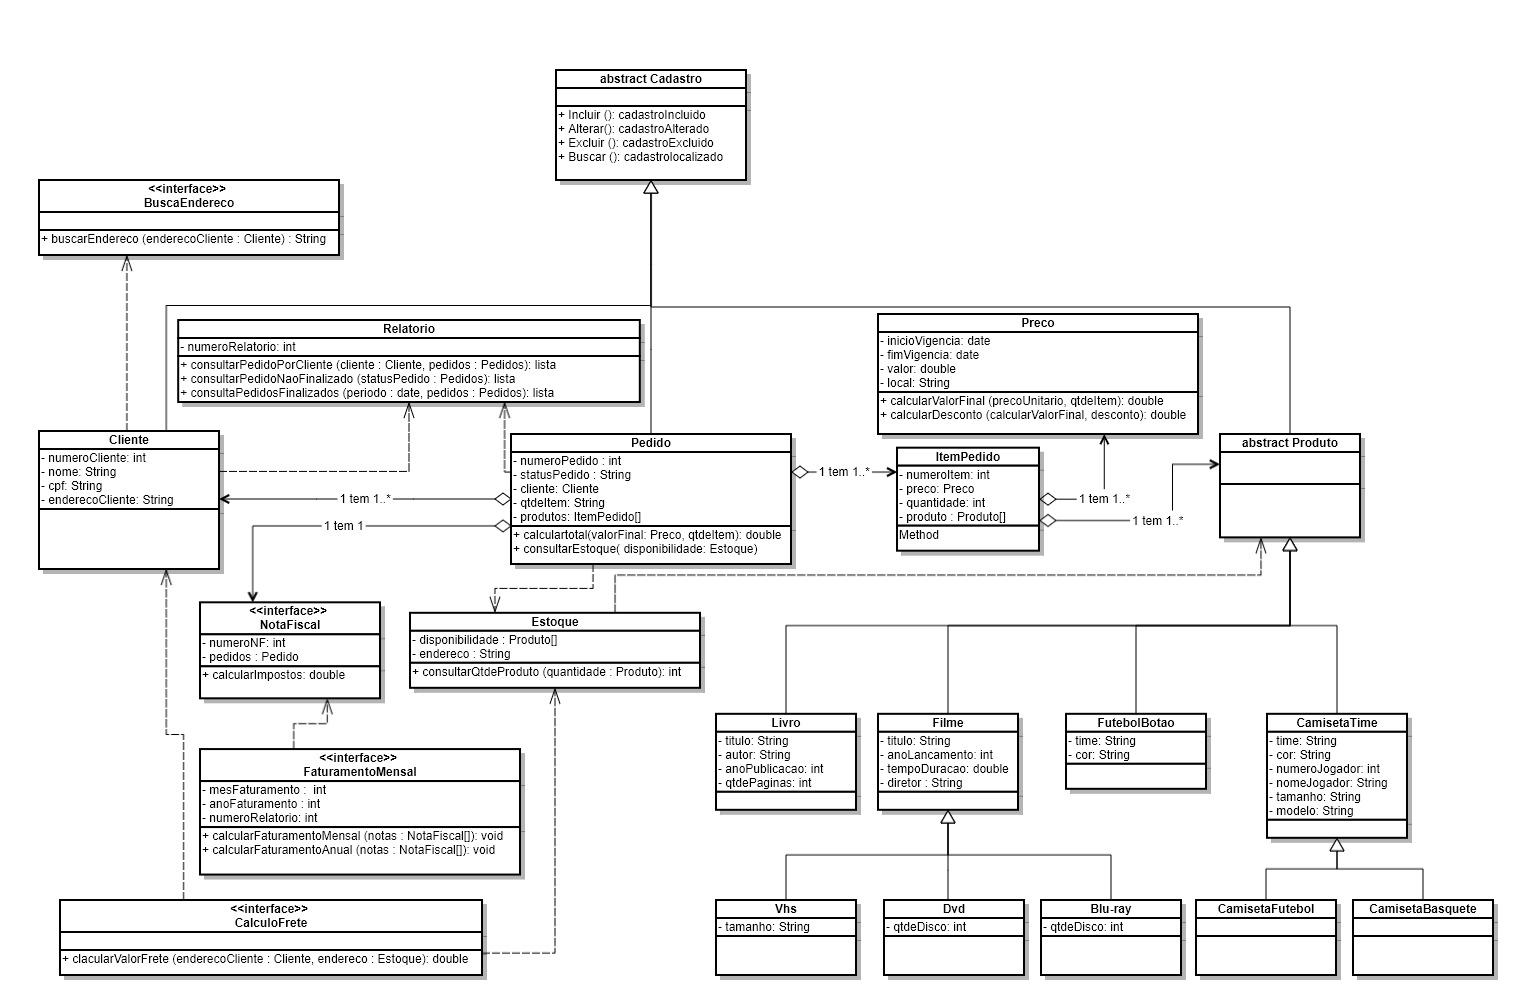 abstract Cadastro
+ Incluir (): cadastroIncluido
+ Alterar(): cadastroAlterado
+ Excluir (): cadastroExcluido
+ Buscar (): cadastrolocalizado
<<interface>>
BuscaEndereco
+ buscarEndereco (enderecoCliente : Cliente) : String
Relatorio
- numeroRelatorio: int
+ consultarPedidoPorCliente (cliente : Cliente, pedidos : Pedidos): lista
+ consultarPedidoNaoFinalizado (statusPedido : Pedidos): lista
+ consultaPedidosFinalizados (periodo : date, pedidos : Pedidos): lista
Preco
- inicioVigencia: date
- fimVigencia: date
- valor: double
- local: String
+ calcularValorFinal (precoUnitario, qtdeItem): double
+ calcularDesconto (calcularValorFinal, desconto): double
Cliente
- numeroCliente: int
- nome: String
- cpf: String
- enderecoCliente: String
Pedido
- numeroPedido : int
- statusPedido : String
- cliente: Cliente
- qtdeItem: String
- produtos: ItemPedido[]
+ calculartotal(valorFinal: Preco, qtdeItem): double
+ consultarEstoque( disponibilidade: Estoque)
1 tem 1..*
1 tem 1..*
1 tem 1
ItemPedido
- numeroItem: int
- preco: Preco
- quantidade: int
- produto : Produto[]
Method
1 tem 1..*
1 tem 1..*
abstract Produto
<<interface>>
NotaFiscal
- numeroNF: int
- pedidos : Pedido
+ calcularImpostos: double
Estoque
- disponibilidade : Produto[]
- endereco : String
+ consultarQtdeProduto (quantidade : Produto): int
Livro
- titulo: String
- autor: String
- anoPublicacao: int
- qtdePaginas: int
Filme
- titulo: String
- anoLancamento: int
- tempoDuracao: double
- diretor : String
FutebolBotao
- time: String
- cor: String
CamisetaTime
- time: String
- cor: String
- numeroJogador: int
- nomeJogador: String
- tamanho: String
- modelo: String
<<interface>>
FaturamentoMensal
- mesFaturamento :  int
- anoFaturamento : int
- numeroRelatorio: int
+ calcularFaturamentoMensal (notas : NotaFiscal[]): void
+ calcularFaturamentoAnual (notas : NotaFiscal[]): void
<<interface>>
CalculoFrete
+ clacularValorFrete (enderecoCliente : Cliente, endereco : Estoque): double
Vhs
- tamanho: String
Dvd
- qtdeDisco: int
Blu-ray
- qtdeDisco: int
CamisetaFutebol
CamisetaBasquete